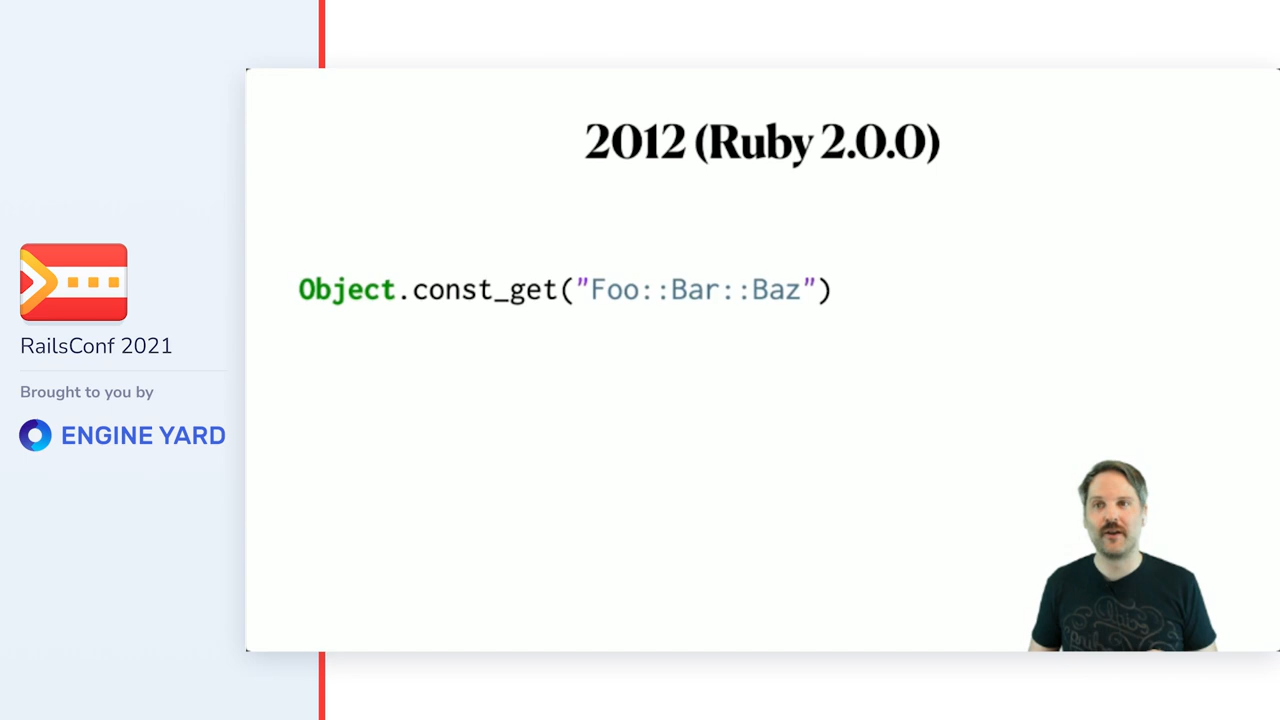 2012 (Ruby 2.0.0)
Object.const_get("Foo::Bar::Baz")
RailsConf 2021
Brought to you by
ENGINE YARD